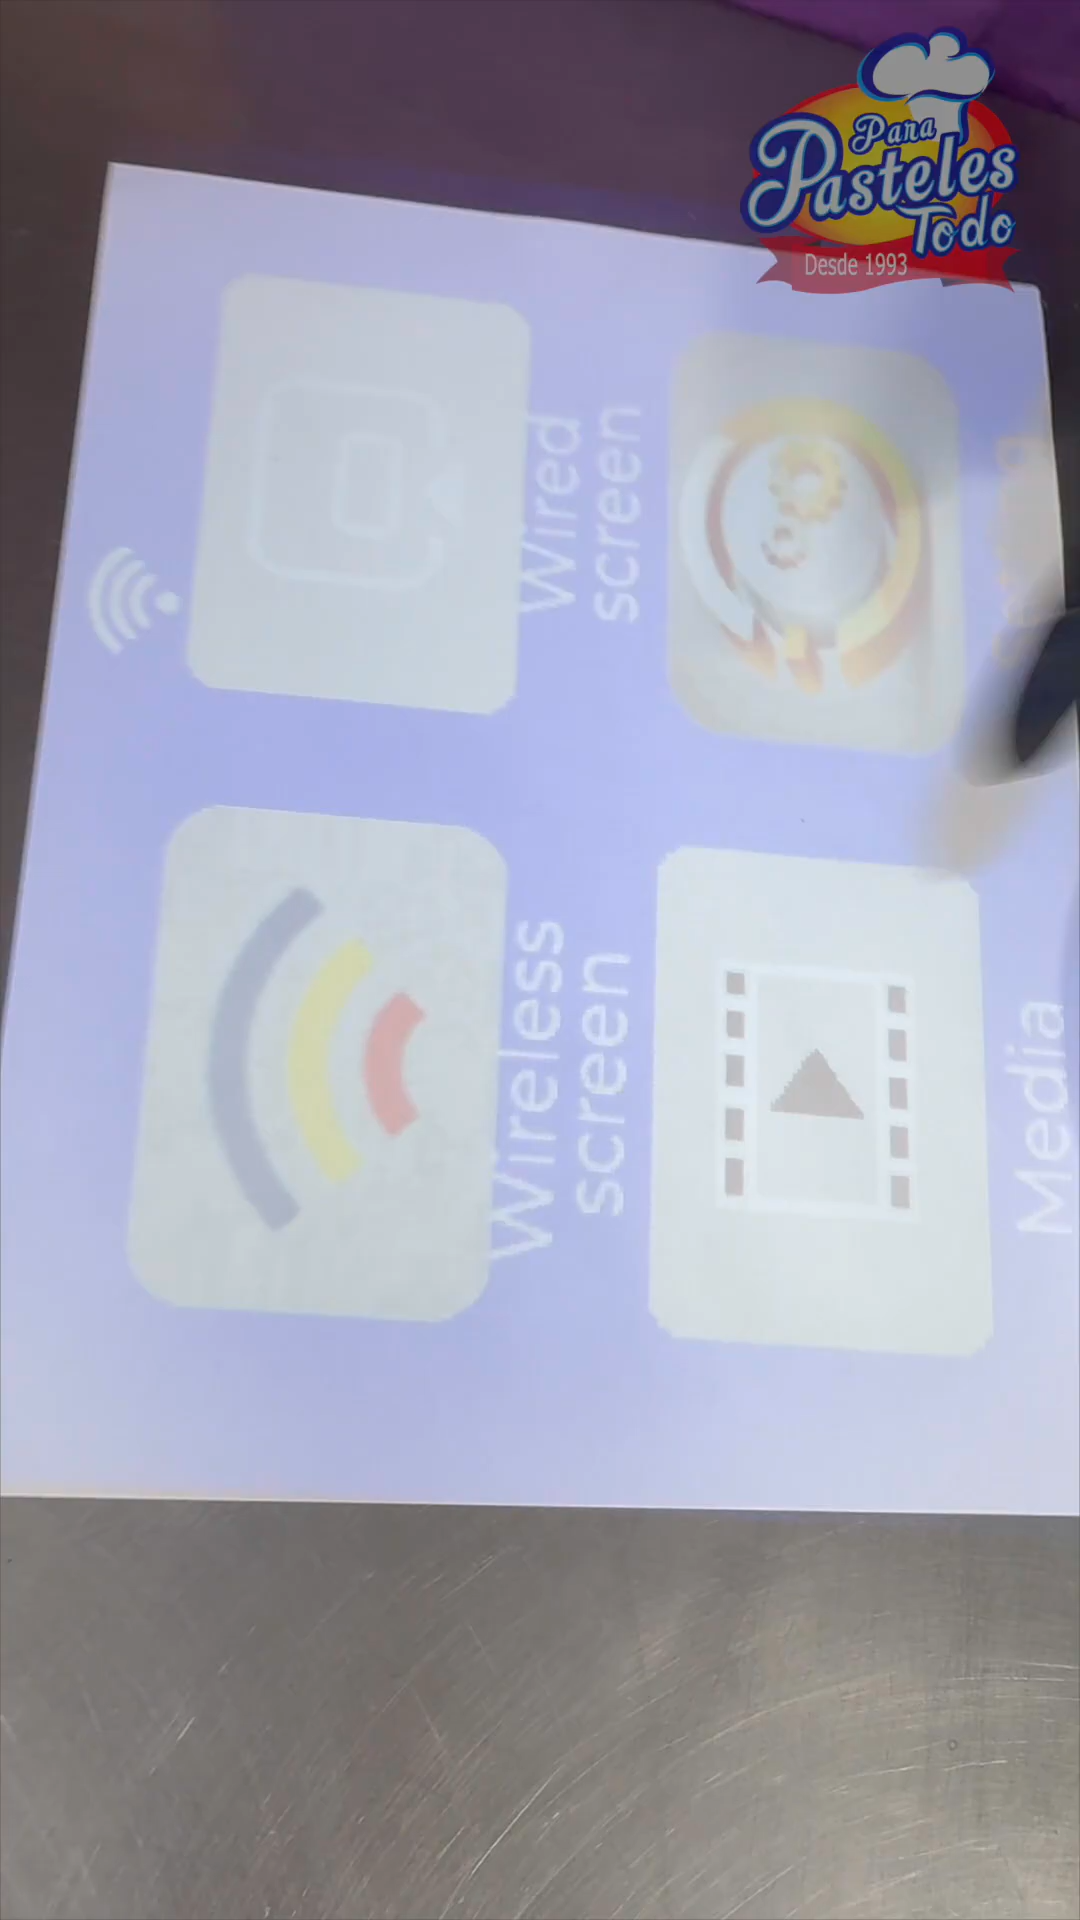 Para
Pasteles
Todo
Desde 1993
Wired
screen
Wireless
screen
Media